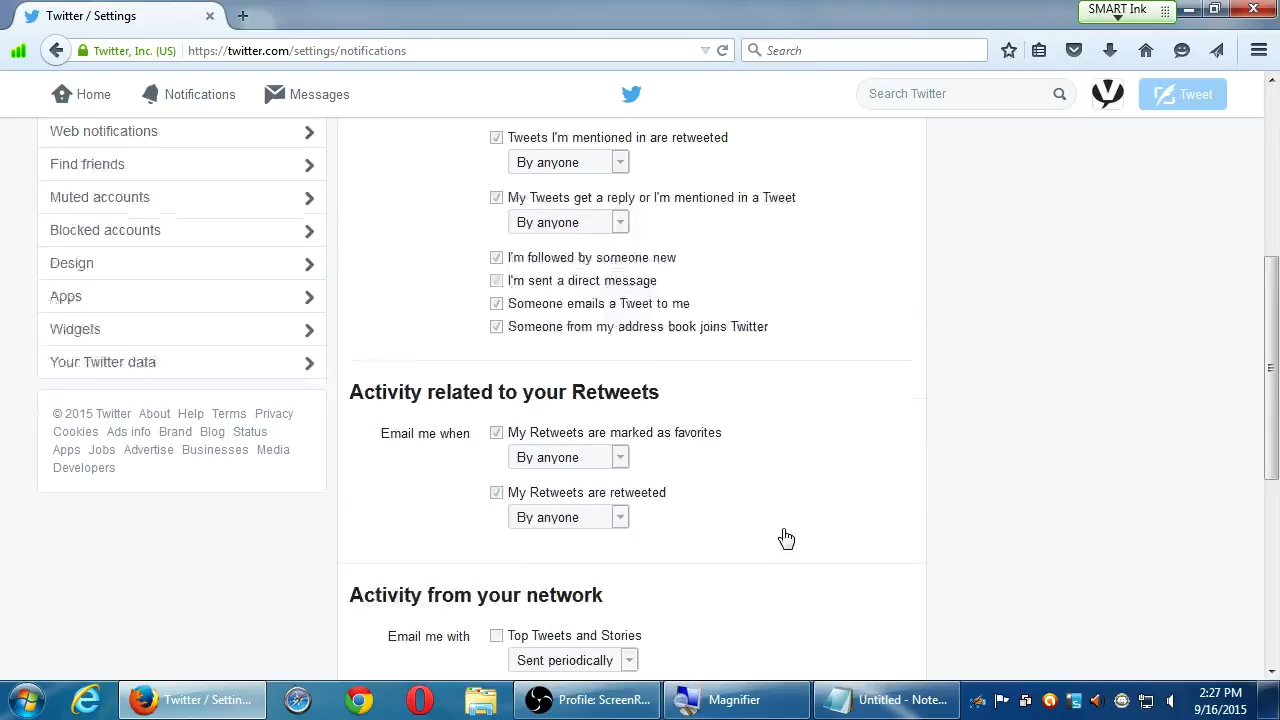 Twitter / Settings
SMART Ink
Twitter, Inc. (US)
https://twitter.com/settings/notifications
Search
Home
Notifications
Messages
Search Twitter
Tweet
Web notifications
Find friends
Muted accounts
Blocked accounts
Design
Apps
Widgets
Your Twitter data
© 2015 Twitter About Help Terms Privacy
Cookies Ads info Brand Blog Status
Apps Jobs Advertise Businesses Media
Developers
Tweets I'm mentioned in are retweeted
By anyone
My Tweets get a reply or I'm mentioned in a Tweet
By anyone
I'm followed by someone new
I'm sent a direct message
Someone emails a Tweet to me
Someone from my address book joins Twitter
Activity related to your Retweets
Email me when
My Retweets are marked as favorites
By anyone
My Retweets are retweeted
By anyone
Activity from your network
Email me with
Top Tweets and Stories
Sent periodically
Twitter / Settin...
Profile: ScreenR...
Magnifier
Untitled - Note...
2:27 PM
9/16/2015